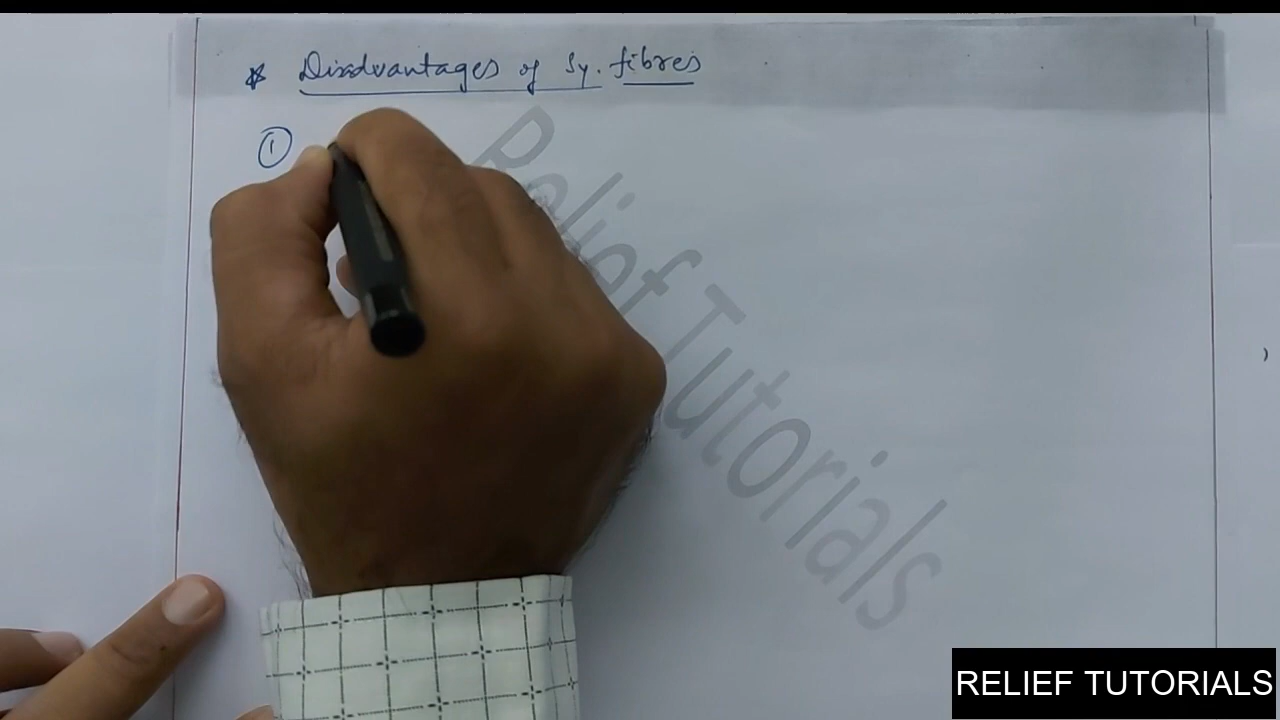 * Disadvantages of Sy. fibres
①
Relief Tutorials
RELIEF TUTORIALS